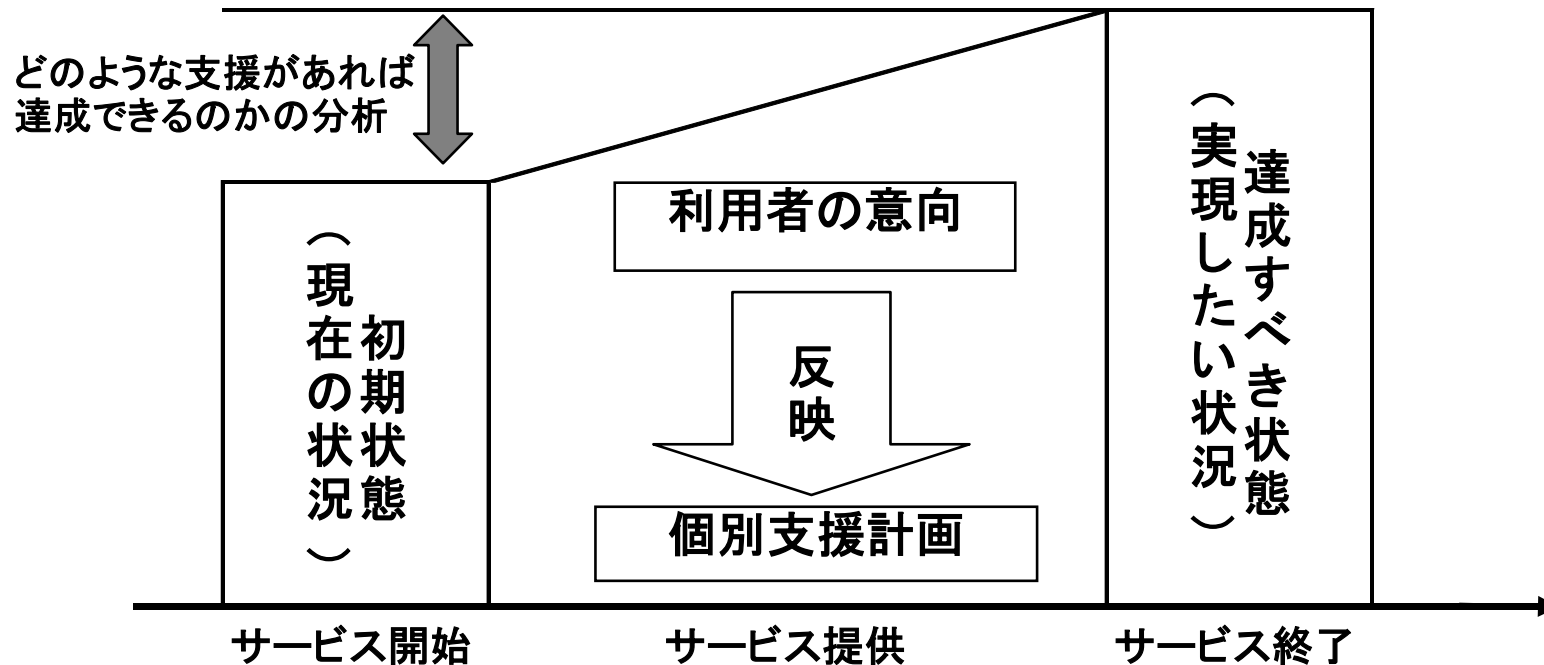 どのような支援があれば
達成できるのかの分析
初期状態
（現在の状況）
利用者の意向
反映
個別支援計画
達成すべき状態
（実現したい状況）
サービス開始
サービス提供
サービス終了